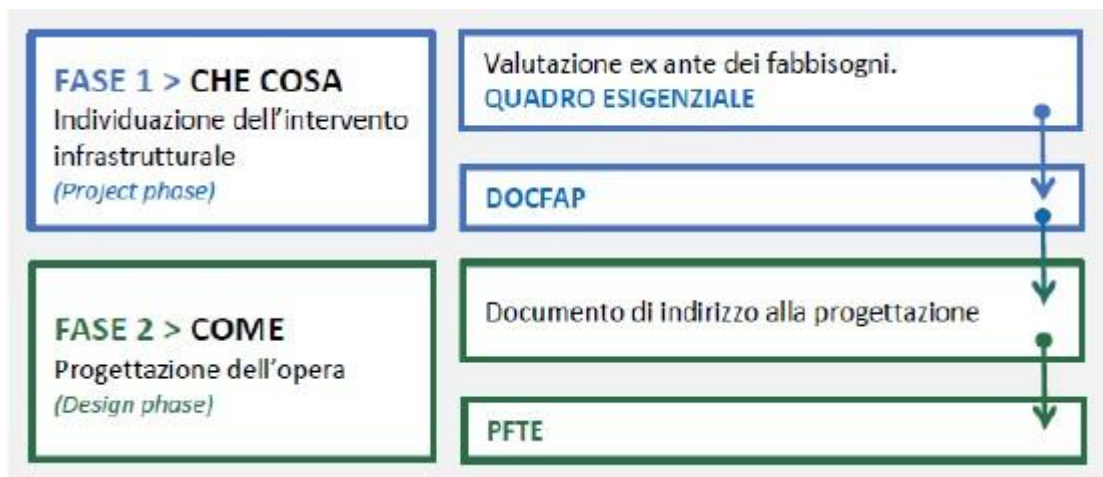 FASE 1 > CHE COSA
Individuazione dell'intervento
infrastrutturale
(Project phase)
Valutazione ex ante dei fabbisogni.
QUADRO ESIGENZIALE
DOCFAP
FASE 2 > COME
Progettazione dell'opera
(Design phase)
Documento di indirizzo alla progettazione
PFTE